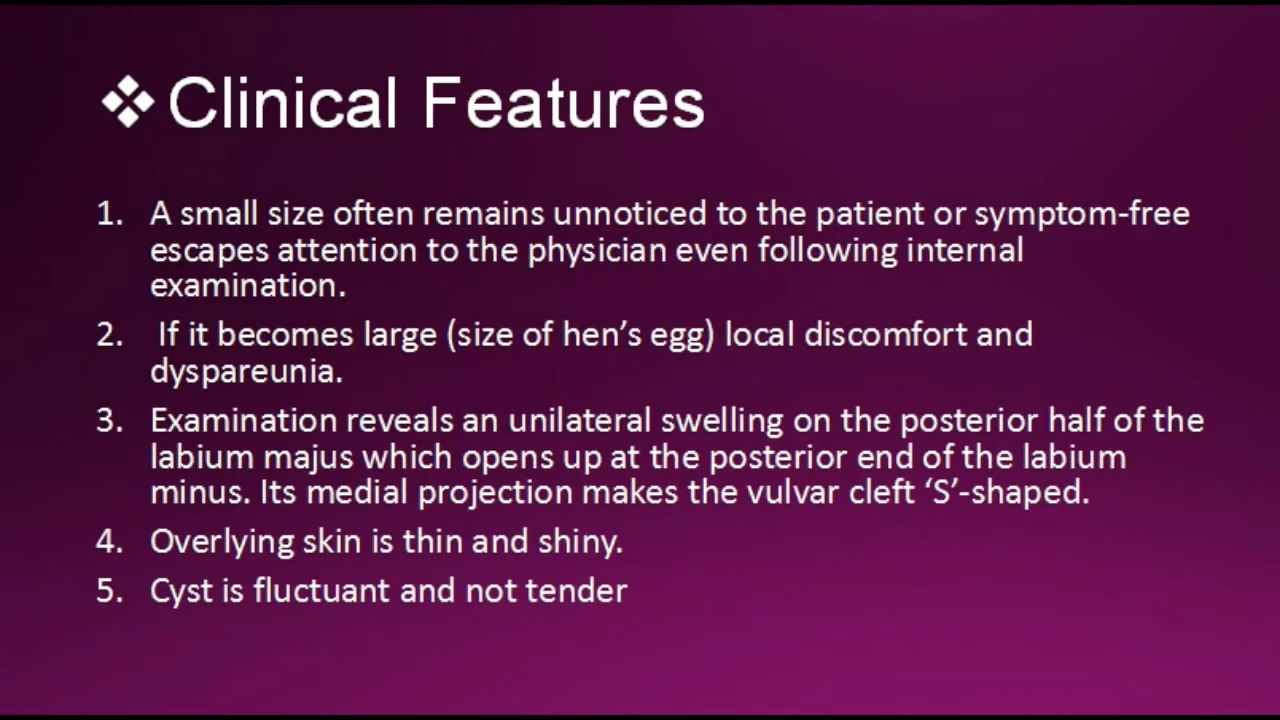 ❖ Clinical Features
1. A small size often remains unnoticed to the patient or symptom-free
escapes attention to the physician even following internal
examination.
2. If it becomes large (size of hen’s egg) local discomfort and
dyspareunia.
3. Examination reveals an unilateral swelling on the posterior half of the
labium majus which opens up at the posterior end of the labium
minus. Its medial projection makes the vulvar cleft ‘S’-shaped.
4. Overlying skin is thin and shiny.
5. Cyst is fluctuant and not tender